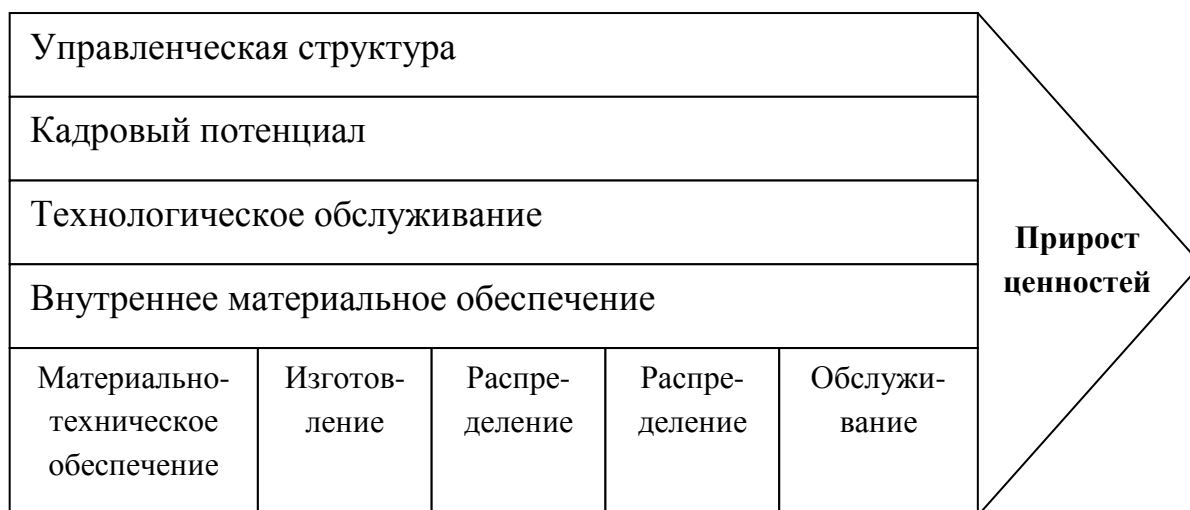 Управленческая структура
Кадровый потенциал
Технологическое обслуживание
Внутреннее материальное обеспечение
Прирост
ценностей
Материально-
техническое
обеспечение
Изготов-
ление
Распре-
деление
Распре-
деление
Обслужи-
вание